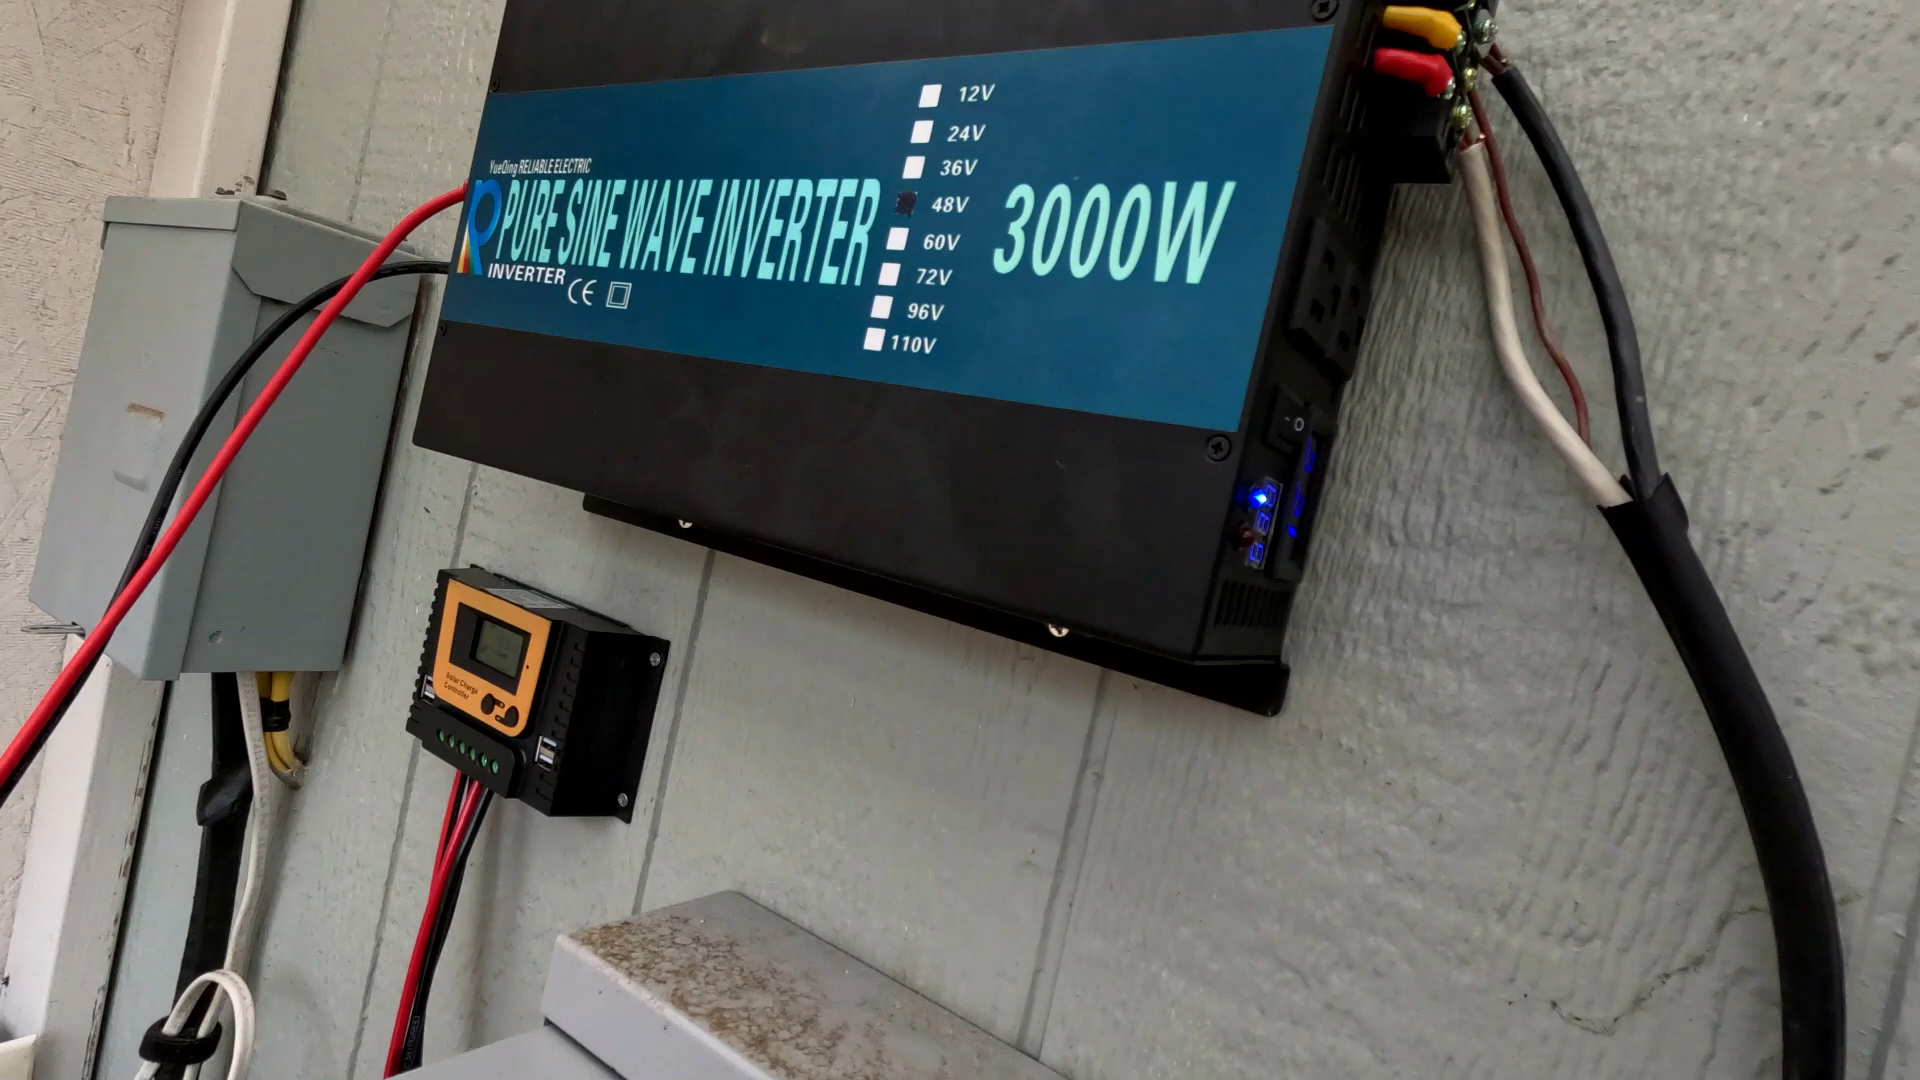 12V
24V
36V
48V
60V
72V
96V
110V
YueQing RELIABLE ELECTRIC
PURE SINE WAVE INVERTER
INVERTER
CE
3000W
Solar Charge
Controller